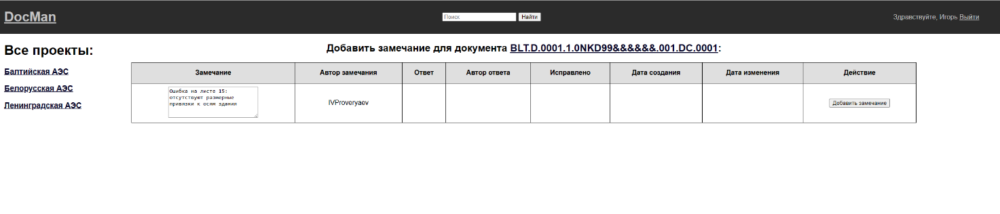 DocMan
Поиск Найти
Здравствуйте, Игорь Выйти
Все проекты:
Балтийская АЭС
Белорусская АЭС
Ленинградская АЭС
Добавить замечание для документа BLT.D.0001.1.0NKD99&&&&&&.001.DC.0001:
Замечание Автор замечания Ответ Автор ответа Исправлено Дата создания Дата изменения Действие
Ошибка на листе 15:
отсутствуют размерные
привязки к осям здания
IVProveryaev
Добавить замечание